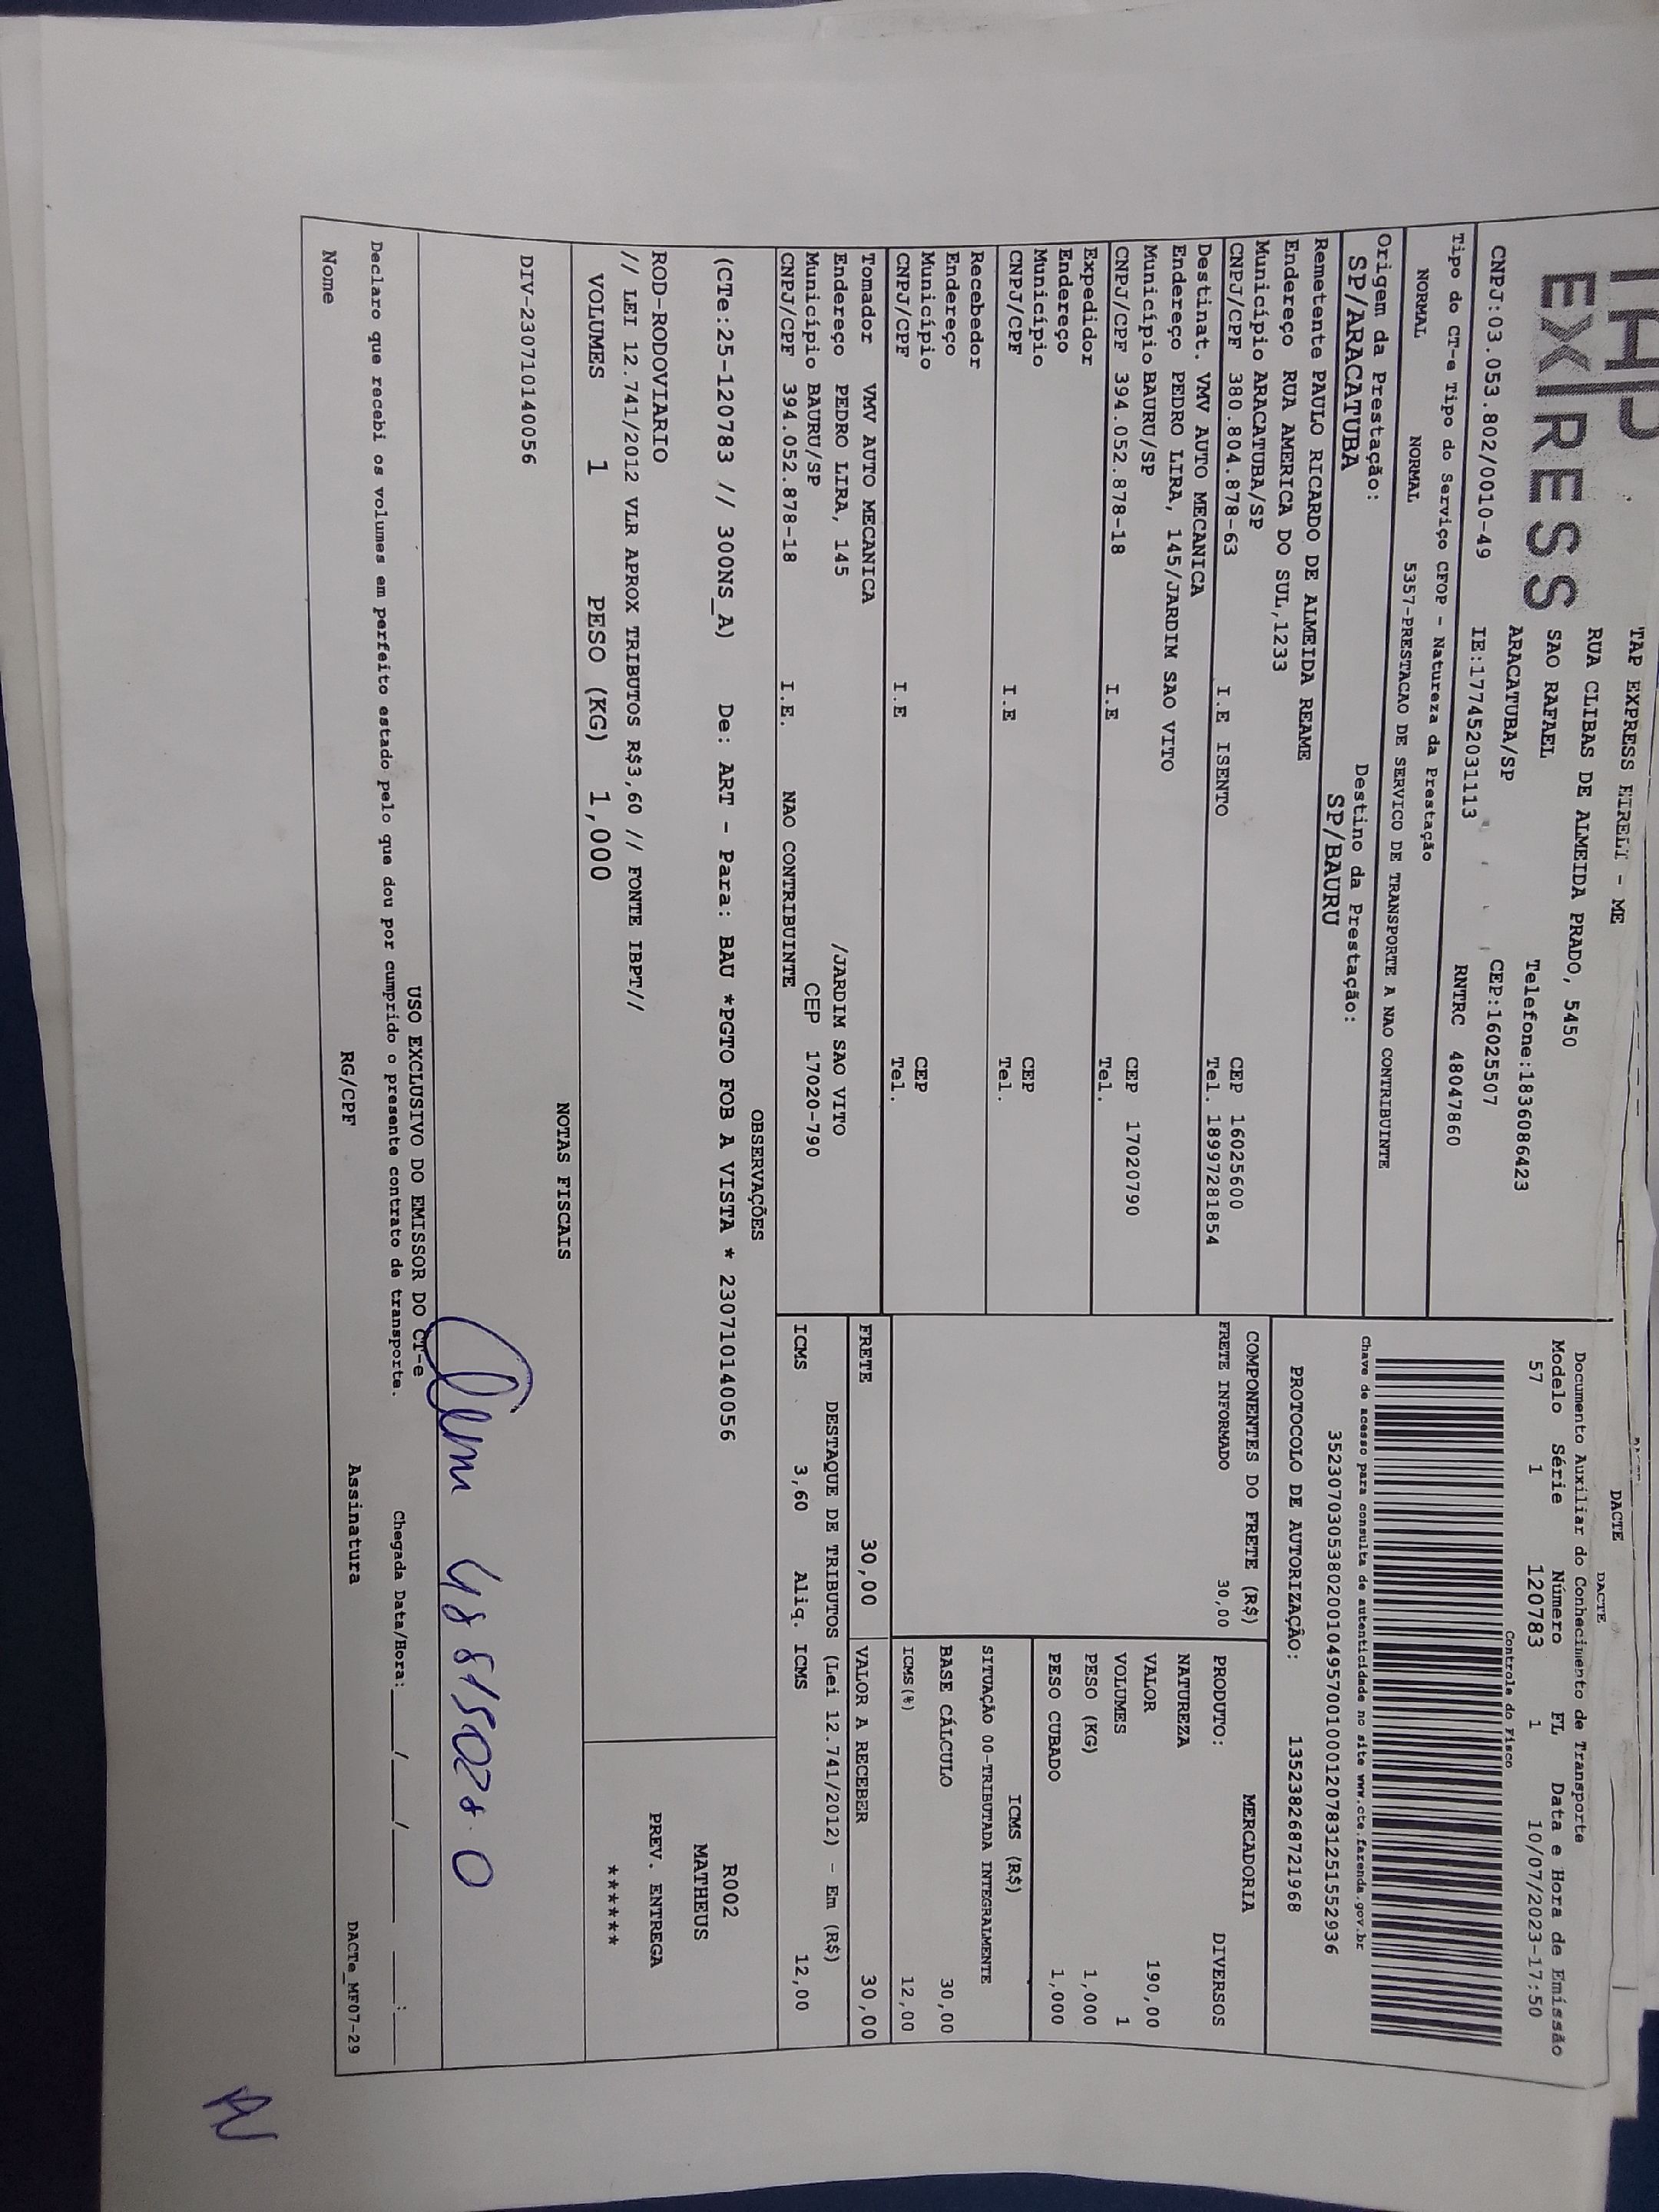 DACTE
DACTE
TAP EXPRESS EIRELI - ME
EXPRESS
RUA CLIBAS DE ALMEIDA PRADO, 5450
SAO RAFAEL
Telefone:1836086423
ARACATUBA/SP
CEP:16025507
CNPJ:03.053.802/0010-49
IE:177452031113
RNTRC 48047860
Documento Auxiliar do Conhecimento de Transporte
Modelo Série Número FL Data e Hora de Emissão
57 1 120783 1 10/07/2023-17:50
Controle do Fisco
Tipo do CT-e Tipo do Serviço CFOP - Natureza da Prestação
NORMAL NORMAL 5357-PRESTACAO DE SERVICO DE TRANSPORTE A NAO CONTRIBUINTE
Chave de acesso para consulta de autenticidade no site www.cte.fazenda.gov.br
35230703053802001049570010001207831251552936
Origem da Prestação: Destino da Prestação:
SP/ARACATUBA SP/BAURU
PROTOCOLO DE AUTORIZAÇÃO: 135238268721968
Remetente PAULO RICARDO DE ALMEIDA REAME
Endereço RUA AMERICA DO SUL,1233
Município ARACATUBA/SP CEP 16025600
CNPJ/CPF 380.804.878-63 I.E ISENTO Tel. 18997281854
Destinat. VMV AUTO MECANICA
Endereço PEDRO LIRA, 145/JARDIM SAO VITO
Município BAURU/SP CEP 17020790
CNPJ/CPF 394.052.878-18 I.E Tel.
Expedidor
Endereço
Município CEP
CNPJ/CPF I.E Tel.
Recebedor
Endereço
Município CEP
CNPJ/CPF I.E Tel.
Tomador VMV AUTO MECANICA
Endereço PEDRO LIRA, 145 /JARDIM SAO VITO
Município BAURU/SP CEP 17020-790
CNPJ/CPF 394.052.878-18 I.E. NAO CONTRIBUINTE
COMPONENTES DO FRETE (R$)
FRETE INFORMADO 30,00
MERCADORIA
PRODUTO: DIVERSOS
NATUREZA
VALOR 190,00
VOLUMES 1
PESO (KG) 1,000
PESO CUBADO 1,000
ICMS (R$)
SITUAÇÃO 00-TRIBUTADA INTEGRALMENTE
BASE CÁLCULO 30,00
ICMS(%) 12,00
FRETE 30,00 VALOR A RECEBER 30,00
DESTAQUE DE TRIBUTOS (Lei 12.741/2012) - Em (R$)
ICMS 3,60 Aliq. ICMS 12,00
OBSERVAÇÕES
(CTe:25-120783 // 300NS_A) De: ART - Para: BAU *PGTO FOB A VISTA * 230710140056
R002
MATHEUS
ROD-RODOVIARIO
// LEI 12.741/2012 VLR APROX TRIBUTOS R$3,60 // FONTE IBPT//
PREV. ENTREGA
******
VOLUMES 1 PESO (KG) 1,000
NOTAS FISCAIS
DIV-230710140056
USO EXCLUSIVO DO EMISSOR DO CT-e
Declaro que recebi os volumes em perfeito estado pelo que dou por cumprido o presente contrato de transporte.
Chegada Data/Hora:____/____/____ ___:___
Nome RG/CPF Assinatura DACTe_MF07-29